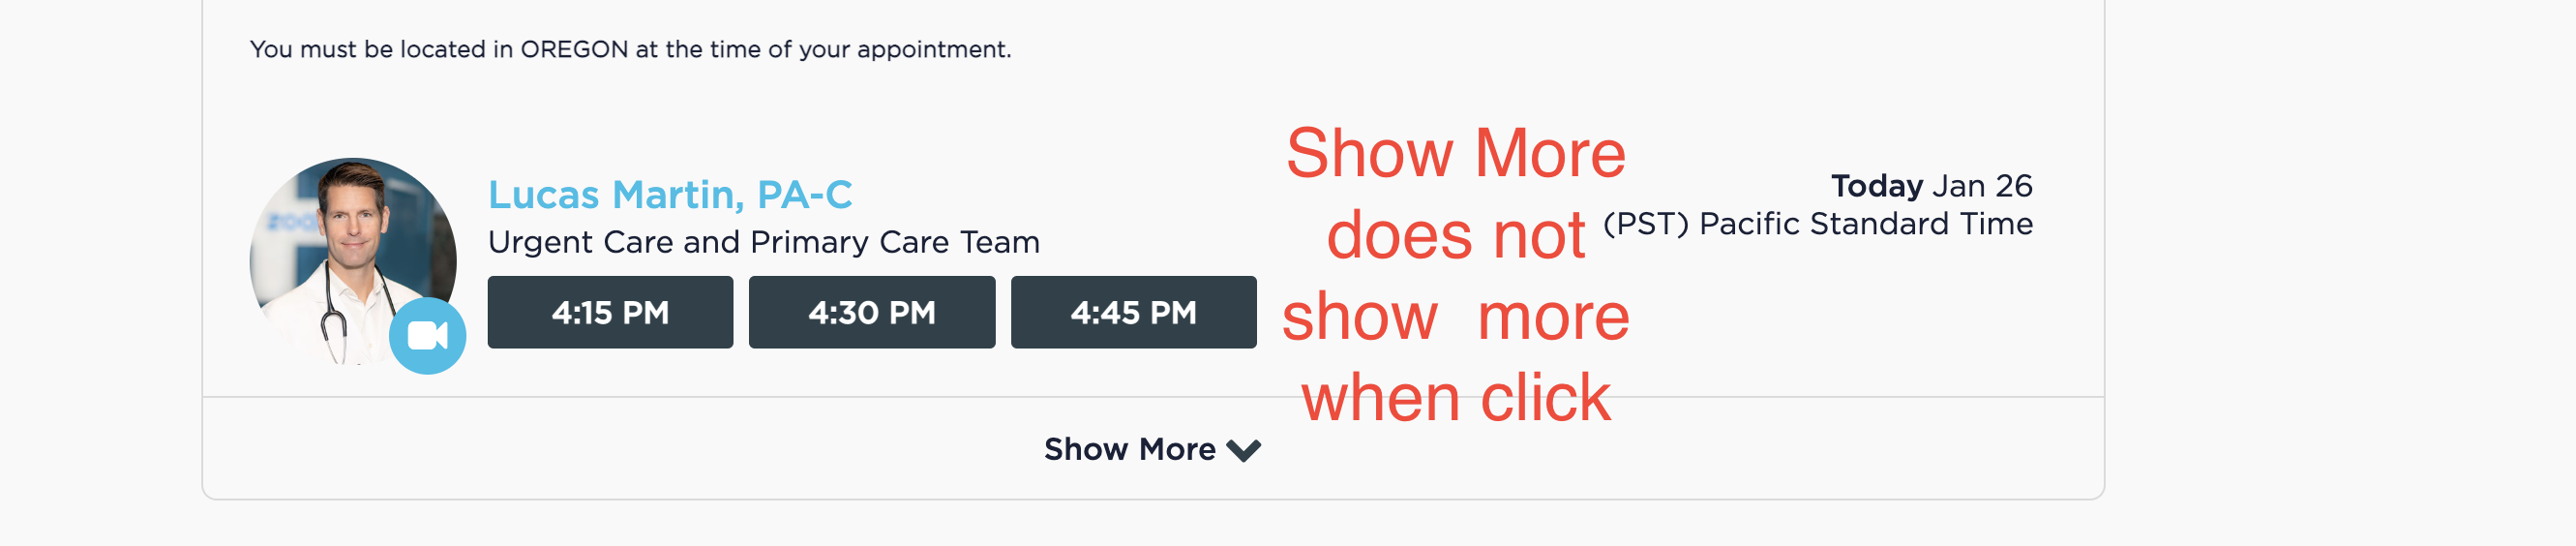 You must be located in OREGON at the time of your appointment.
Lucas Martin, PA-C
Urgent Care and Primary Care Team
4:15 PM
4:30 PM
4:45 PM
Show More
does not
show more
when click
Today Jan 26
(PST) Pacific Standard Time
Show More